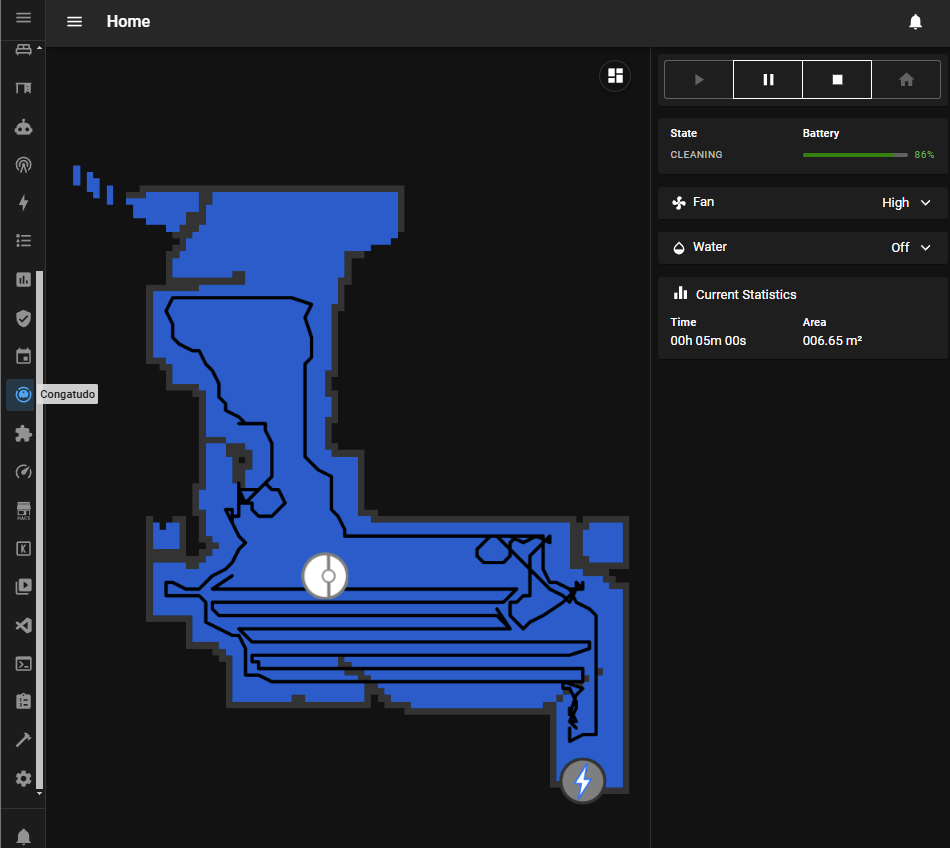 Home
State
Battery
CLEANING
86%
Fan
High
Water
Off
Current Statistics
Time
Area
00h 05m 00s
006.65 m²
Congatudo
HACS
K